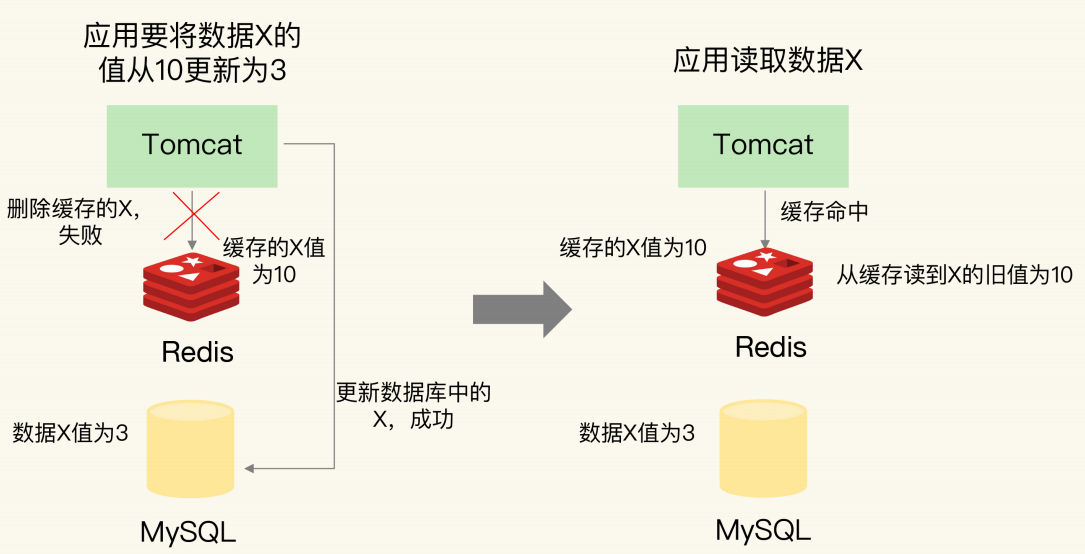 应用要将数据X的
值从10更新为3
Tomcat
删除缓存的X,
失败
缓存的X值
为10
Redis
更新数据库中的
X，成功
数据X值为3
MySQL
应用读取数据X
Tomcat
缓存命中
缓存的X值为10
从缓存读到X的旧值为10
Redis
数据X值为3
MySQL